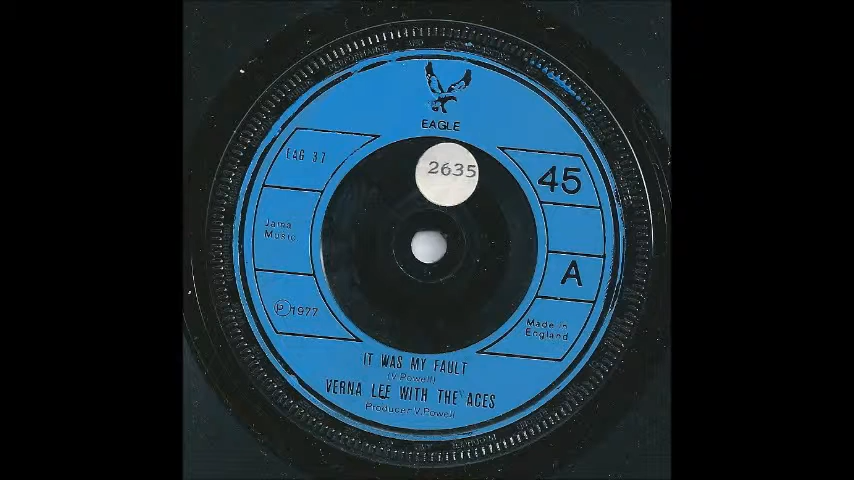 EAGLE
EAG 37
2635
45
Jama
Music
A
℗1977
Made in
England
IT WAS MY FAULT
(V.Powell)
VERNA LEE WITH THE ACES
Producer-V.Powell